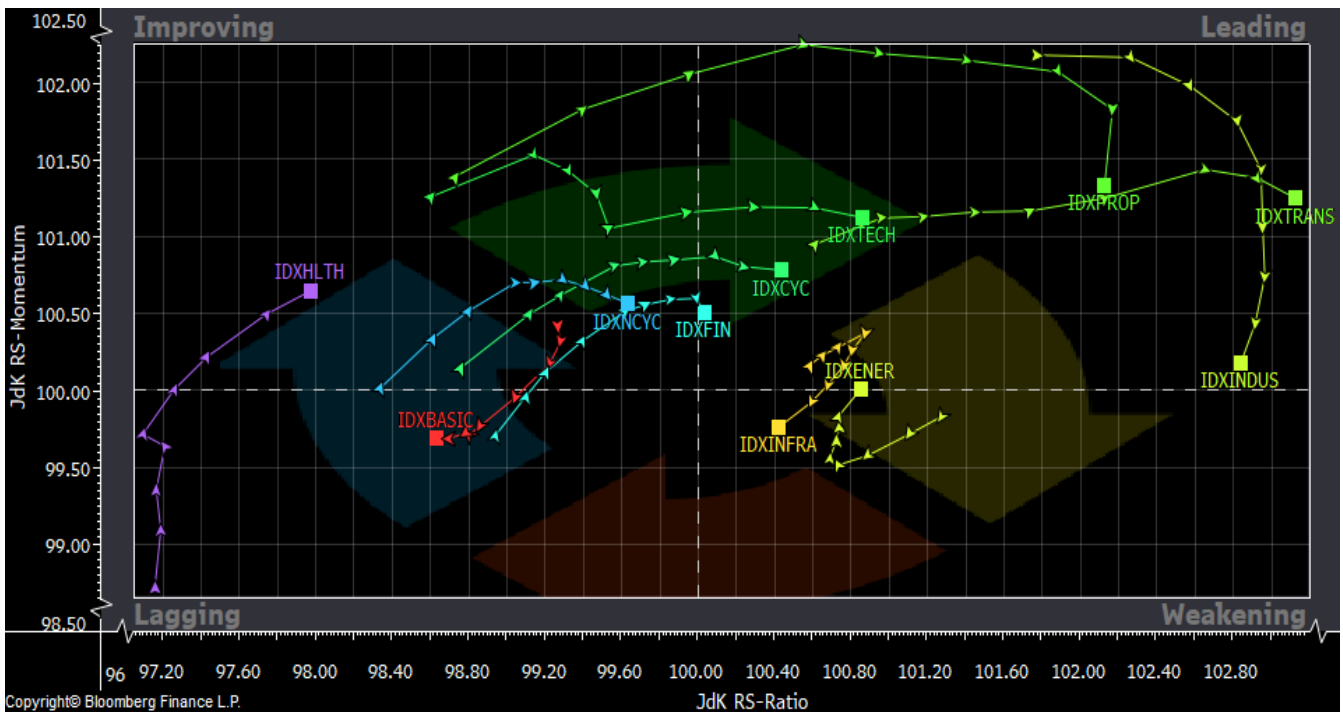 Improving
Leading
102.50
102.00
101.50
101.00
100.50
100.00
99.50
99.00
98.50
JdK RS-Momentum
IDXPROP
IDXTRANS
IDXTECH
IDXHLTH
IDXCYC
IDXNCYC
IDXFIN
IDXENER
IDXINDUS
IDXBASIC
IDXINFRA
Lagging
Weakening
96
97.20
97.60
98.00
98.40
98.80
99.20
99.60
100.00
100.40
100.80
101.20
101.60
102.00
102.40
102.80
JdK RS-Ratio
Copyright© Bloomberg Finance L.P.